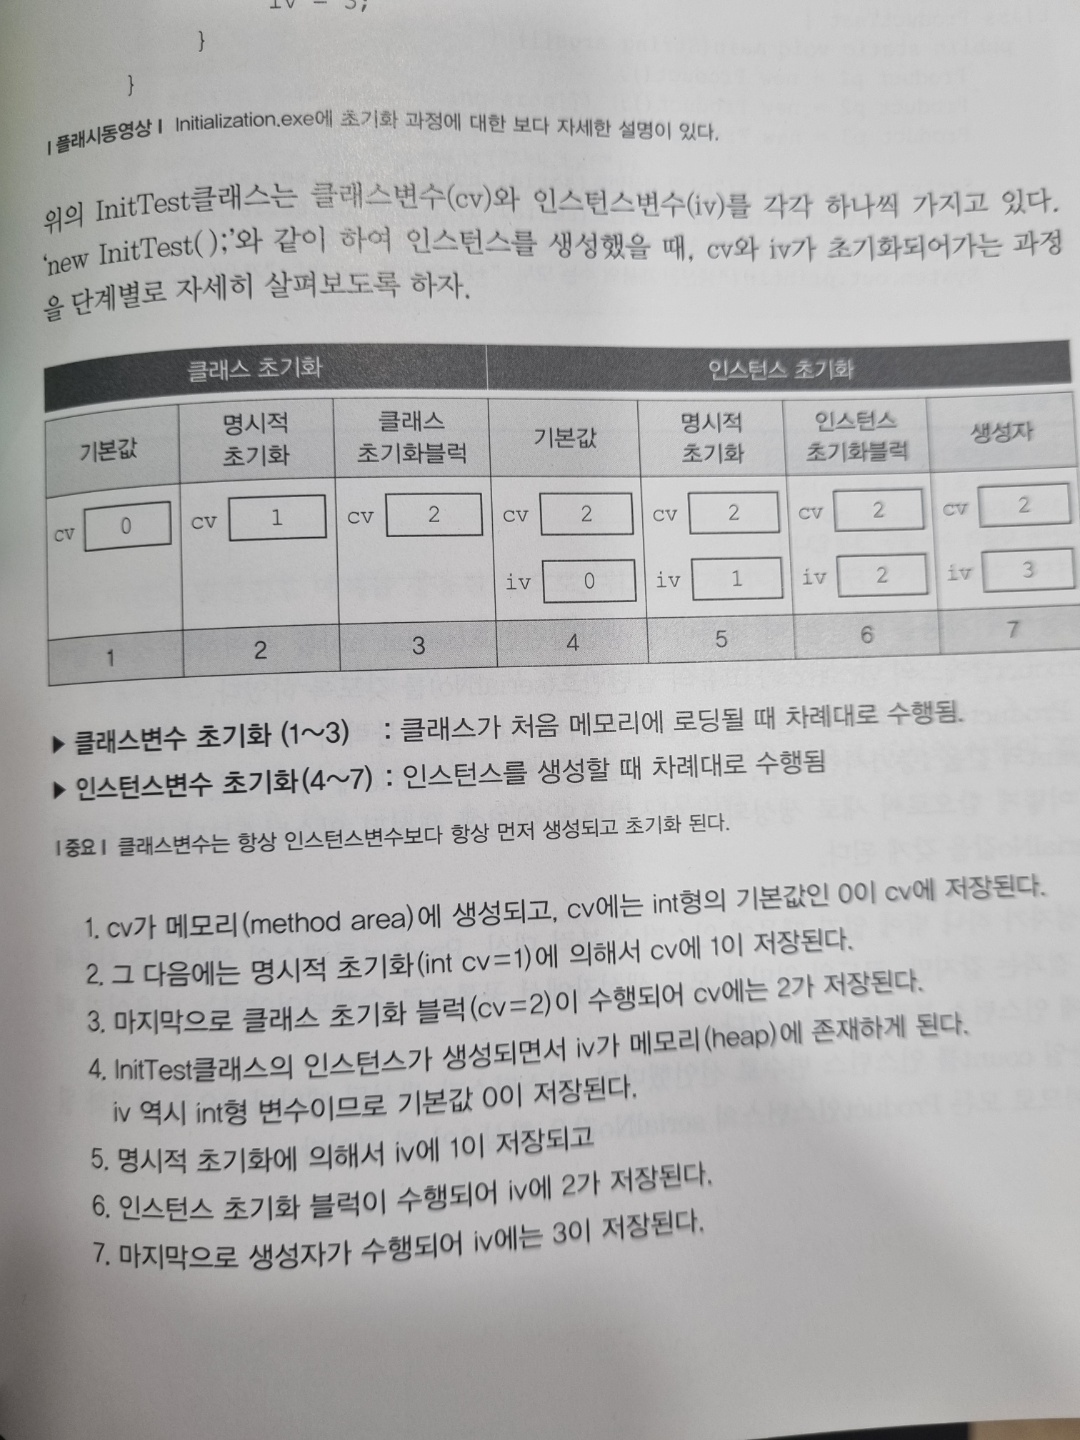 iv = 3;
}
}
| 플래시동영상 | Initialization.exe에 초기화 과정에 대한 보다 자세한 설명이 있다.
위의 InitTest클래스는 클래스변수(cv)와 인스턴스변수(iv)를 각각 하나씩 가지고 있다.
‘new InitTest( );’와 같이 하여 인스턴스를 생성했을 때, cv와 iv가 초기화되어가는 과정
을 단계별로 자세히 살펴보도록 하자.
클래스 초기화 인스턴스 초기화
기본값 명시적 초기화 클래스 초기화블럭 기본값 명시적 초기화 인스턴스 초기화블럭 생성자
cv 0 cv 1 cv 2 cv 2 cv 2 cv 2 cv 2
iv 0 iv 1 iv 2 iv 3
1 2 3 4 5 6 7
▶ 클래스변수 초기화 (1~3) : 클래스가 처음 메모리에 로딩될 때 차례대로 수행됨.
▶ 인스턴스변수 초기화(4~7) : 인스턴스를 생성할 때 차례대로 수행됨
| 중요 | 클래스변수는 항상 인스턴스변수보다 항상 먼저 생성되고 초기화 된다.
1. cv가 메모리(method area)에 생성되고, cv에는 int형의 기본값인 0이 cv에 저장된다.
2. 그 다음에는 명시적 초기화(int cv=1)에 의해서 cv에 1이 저장된다.
3. 마지막으로 클래스 초기화 블럭(cv=2)이 수행되어 cv에는 2가 저장된다.
4. InitTest클래스의 인스턴스가 생성되면서 iv가 메모리(heap)에 존재하게 된다.
iv 역시 int형 변수이므로 기본값 0이 저장된다.
5. 명시적 초기화에 의해서 iv에 1이 저장되고
6. 인스턴스 초기화 블럭이 수행되어 iv에 2가 저장된다.
7. 마지막으로 생성자가 수행되어 iv에는 3이 저장된다.